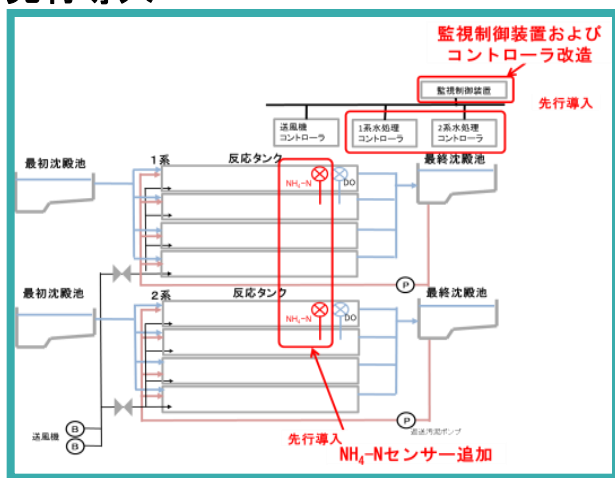 監視制御装置および
コントローラ改造
監視制御装置
先行導入
送風機
コントローラ
1系水処理
コントローラ
2系水処理
コントローラ
最初沈殿池
1系
反応タンク
最終沈殿池
NH₄-N
DO
P
最初沈殿池
2系
反応タンク
最終沈殿池
NH₄-N
DO
P
返送汚泥ポンプ
送風機
B
B
先行導入
NH₄-Nセンサー追加